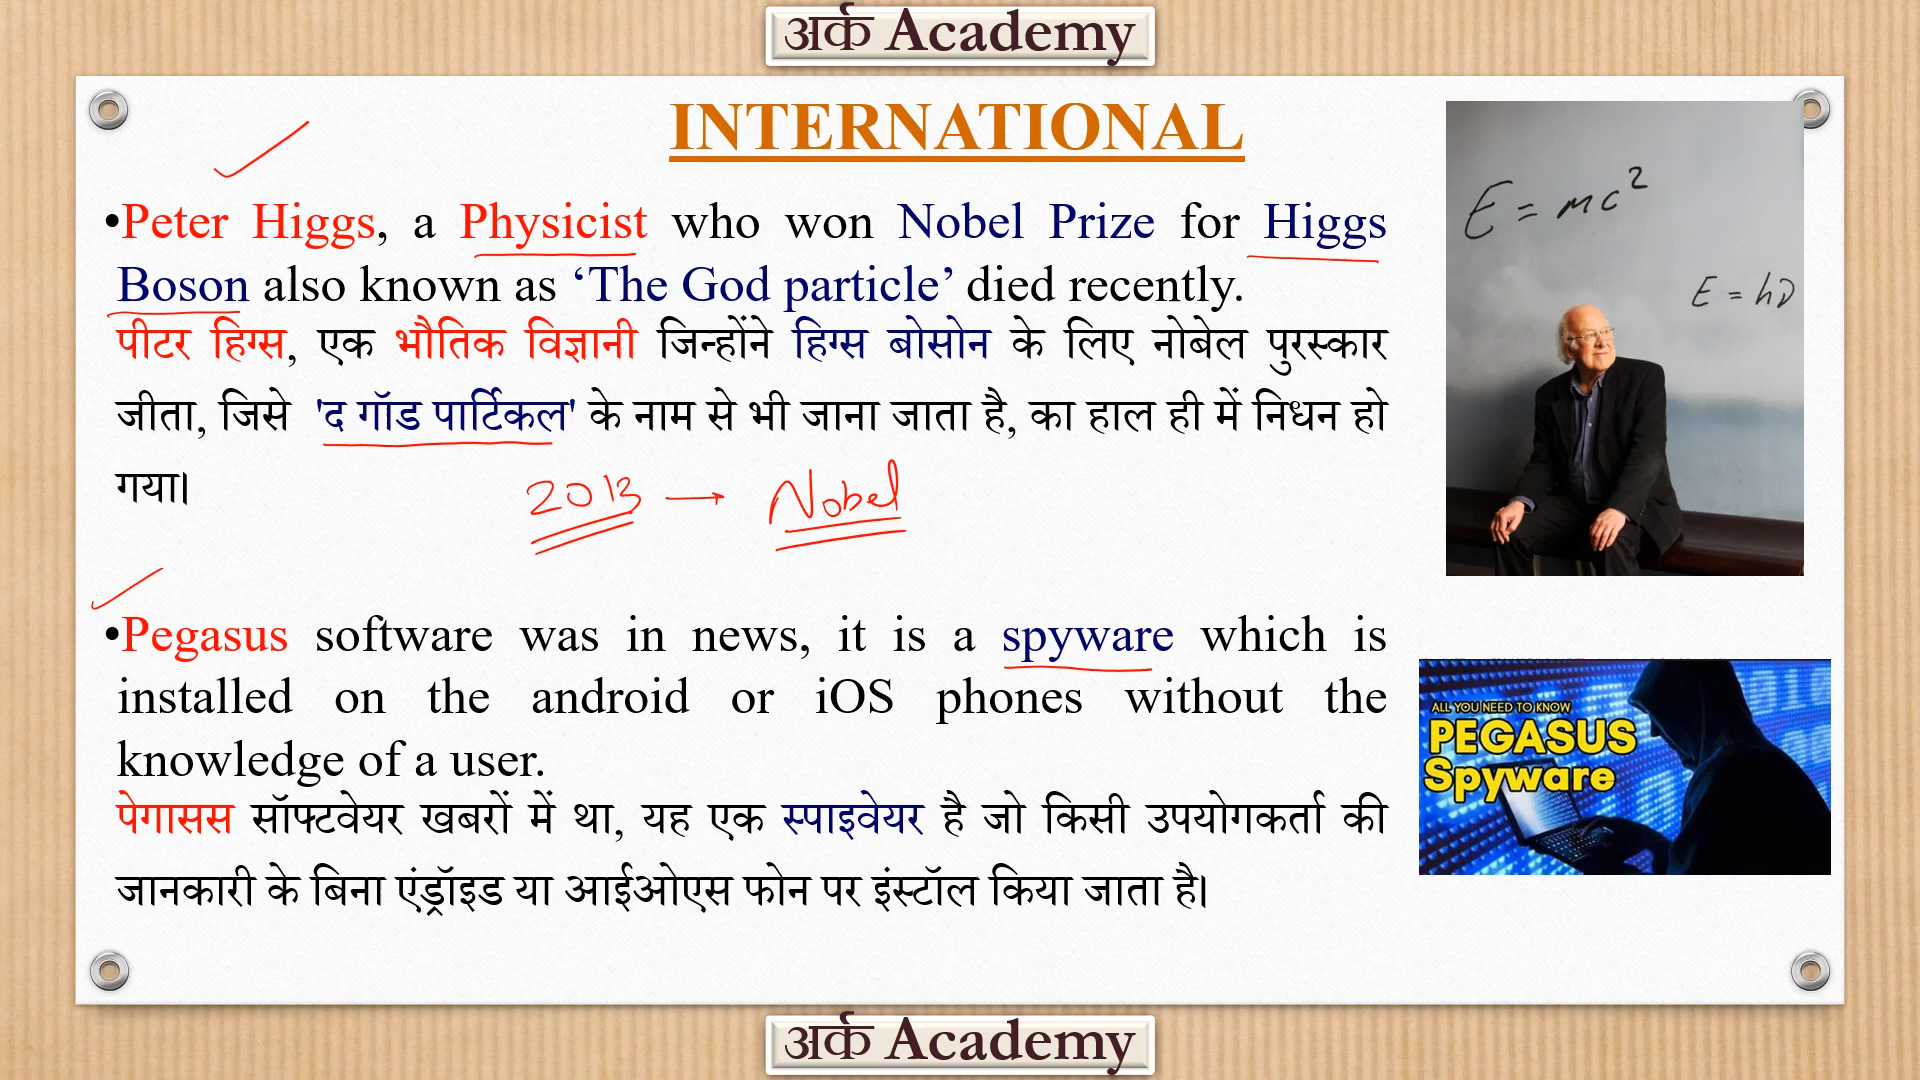 अर्क Academy
INTERNATIONAL
•Peter Higgs, a Physicist who won Nobel Prize for Higgs
Boson also known as ‘The God particle’ died recently.
पीटर हिग्स, एक भौतिक विज्ञानी जिन्होंने हिग्स बोसोन के लिए नोबेल पुरस्कार
जीता, जिसे 'द गॉड पार्टिकल' के नाम से भी जाना जाता है, का हाल ही में निधन हो
गया।
2013 → Nobel
E = mc²
E = hν
•Pegasus software was in news, it is a spyware which is
installed on the android or iOS phones without the
knowledge of a user.
पेगासस सॉफ्टवेयर खबरों में था, यह एक स्पाइवेयर है जो किसी उपयोगकर्ता की
जानकारी के बिना एंड्रॉइड या आईओएस फोन पर इंस्टॉल किया जाता है।
ALL YOU NEED TO KNOW
PEGASUS
Spyware
अर्क Academy